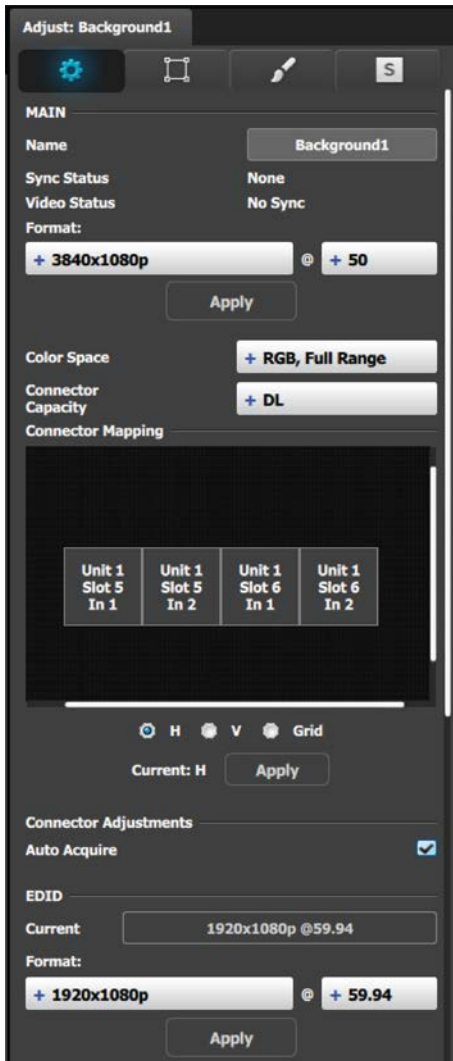 Adjust: Background1
S
MAIN
Name Background1
Sync Status None
Video Status No Sync
Format:
+ 3840x1080p @ + 50
Apply
Color Space + RGB, Full Range
Connector
Capacity + DL
Connector Mapping
Unit 1 Unit 1 Unit 1 Unit 1
Slot 5 Slot 5 Slot 6 Slot 6
In 1 In 2 In 1 In 2
H V Grid
Current: H Apply
Connector Adjustments
Auto Acquire
EDID
Current 1920x1080p @59.94
Format:
+ 1920x1080p @ + 59.94
Apply